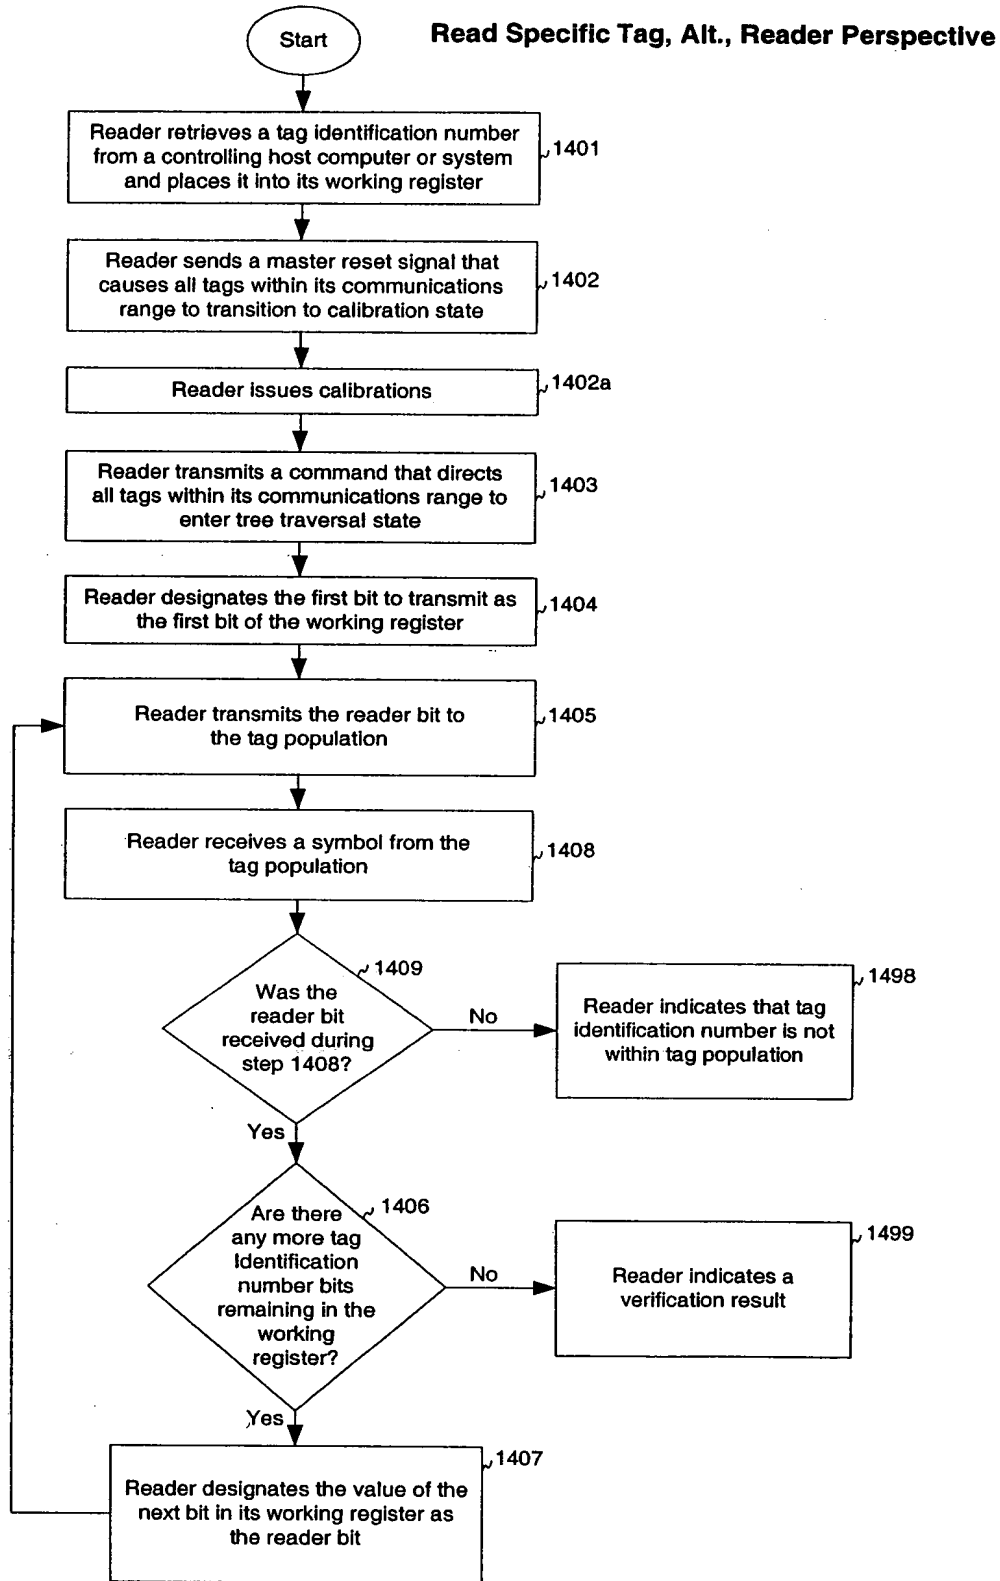 Start
Read Specific Tag, Alt., Reader Perspective
Reader retrieves a tag identification number
from a controlling host computer or system
and places it into its working register
1401
Reader sends a master reset signal that
causes all tags within its communications
range to transition to calibration state
1402
Reader issues calibrations
1402a
Reader transmits a command that directs
all tags within its communications range to
enter tree traversal state
1403
Reader designates the first bit to transmit as
the first bit of the working register
1404
Reader transmits the reader bit to
the tag population
1405
Reader receives a symbol from the
tag population
1408
1409
Was the
reader bit
received during
step 1408?
No
1498
Reader indicates that tag
identification number is not
within tag population
Yes
1406
Are there
any more tag
Identification
number bits
remaining in the
working
register?
No
1499
Reader indicates a
verification result
Yes
1407
Reader designates the value of the
next bit in its working register as
the reader bit